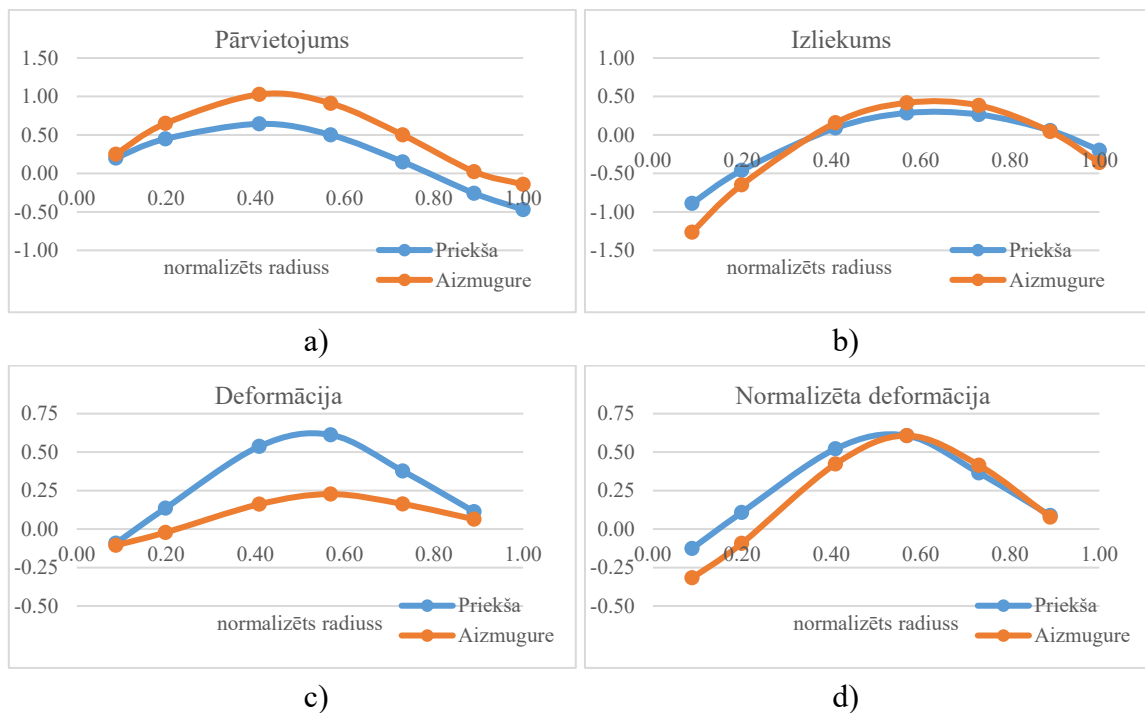 Pārvietojums
1.50
1.00
0.50
0.00
0.00 0.20 0.40 0.60 0.80 1.00
-0.50
-1.00
normalizēts radiuss
Priekša
Aizmugure
a)
Izliekums
1.00
0.50
0.00
0.00 0.20 0.40 0.60 0.80 1.00
-0.50
-1.00
-1.50
normalizēts radiuss
Priekša
Aizmugure
b)
Deformācija
0.75
0.50
0.25
0.00
0.00 0.20 0.40 0.60 0.80 1.00
-0.25
-0.50
normalizēts radiuss
Priekša
Aizmugure
c)
Normalizēta deformācija
0.75
0.50
0.25
0.00
0.00 0.20 0.40 0.60 0.80 1.00
-0.25
-0.50
normalizēts radiuss
Priekša
Aizmugure
d)